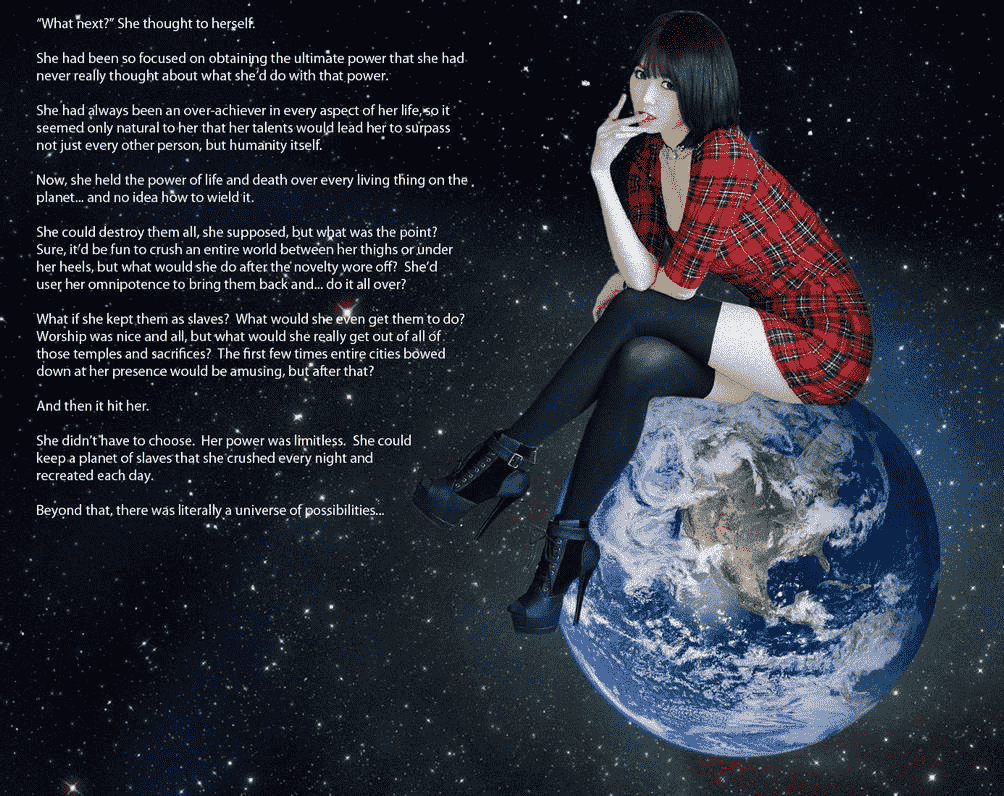 “What next?” She thought to herself.
She had been so focused on obtaining the ultimate power that she had
never really thought about what she’d do with that power.
She had always been an over-achiever in every aspect of her life, so it
seemed only natural to her that her talents would lead her to surpass
not just every other person, but humanity itself.
Now, she held the power of life and death over every living thing on the
planet... and no idea how to wield it.
She could destroy them all, she supposed, but what was the point?
Sure, it’d be fun to crush an entire world between her thighs or under
her heels, but what would she do after the novelty wore off?  She’d
user her omnipotence to bring them back and... do it all over?
What if she kept them as slaves?  What would she even get them to do?
Worship was nice and all, but what would she really get out of all of
those temples and sacrifices?  The first few times entire cities bowed
down at her presence would be amusing, but after that?
And then it hit her.
She didn’t have to choose.  Her power was limitless.  She could
keep a planet of slaves that she crushed every night and
recreated each day.
Beyond that, there was literally a universe of possibilities...